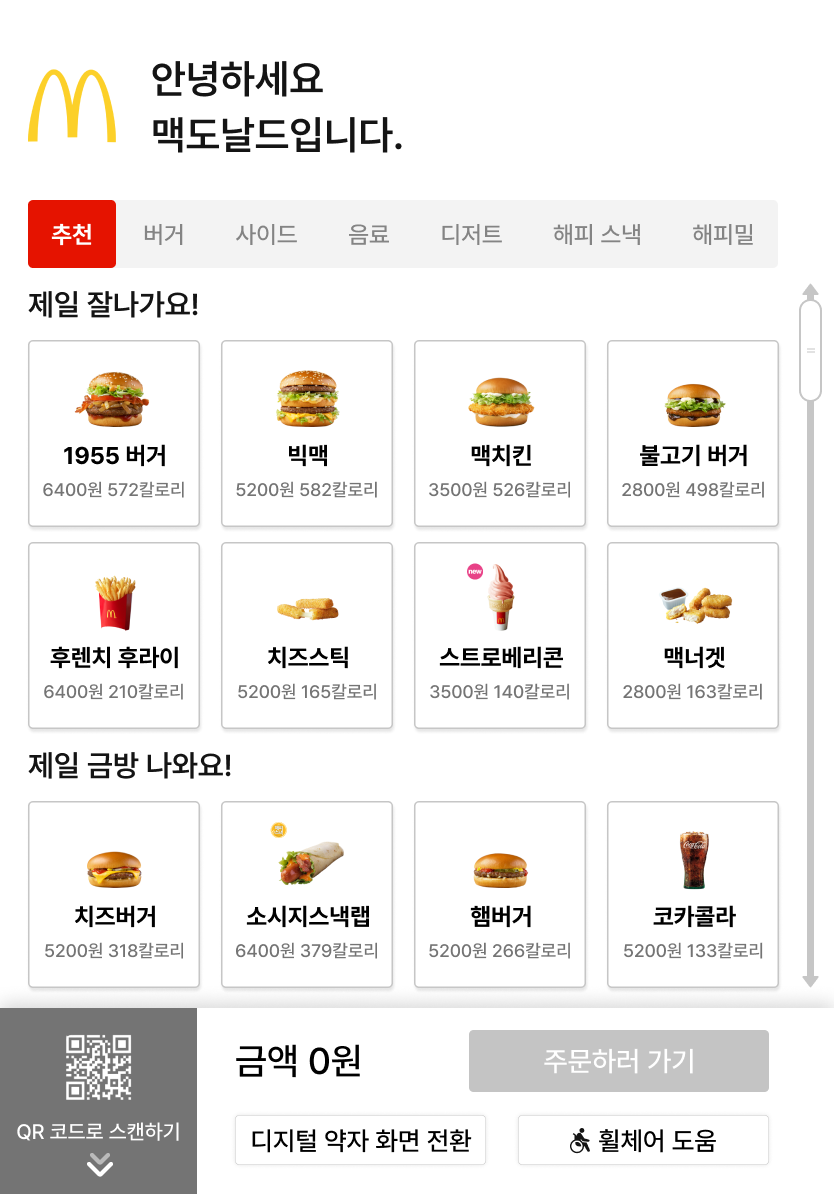 안녕하세요
맥도날드입니다.
추천 버거 사이드 음료 디저트 해피 스낵 해피밀
제일 잘나가요!
1955 버거 빅맥 맥치킨 불고기 버거
6400원 572칼로리 5200원 582칼로리 3500원 526칼로리 2800원 498칼로리
new
후렌치 후라이 치즈스틱 스트로베리콘 맥너겟
6400원 210칼로리 5200원 165칼로리 3500원 140칼로리 2800원 163칼로리
제일 금방 나와요!
Coca-Cola
치즈버거 소시지스낵랩 햄버거 코카콜라
5200원 318칼로리 6400원 379칼로리 5200원 266칼로리 5200원 133칼로리
금액 0원 주문하러 가기
QR 코드로 스캔하기
디지털 약자 화면 전환 휠체어 도움